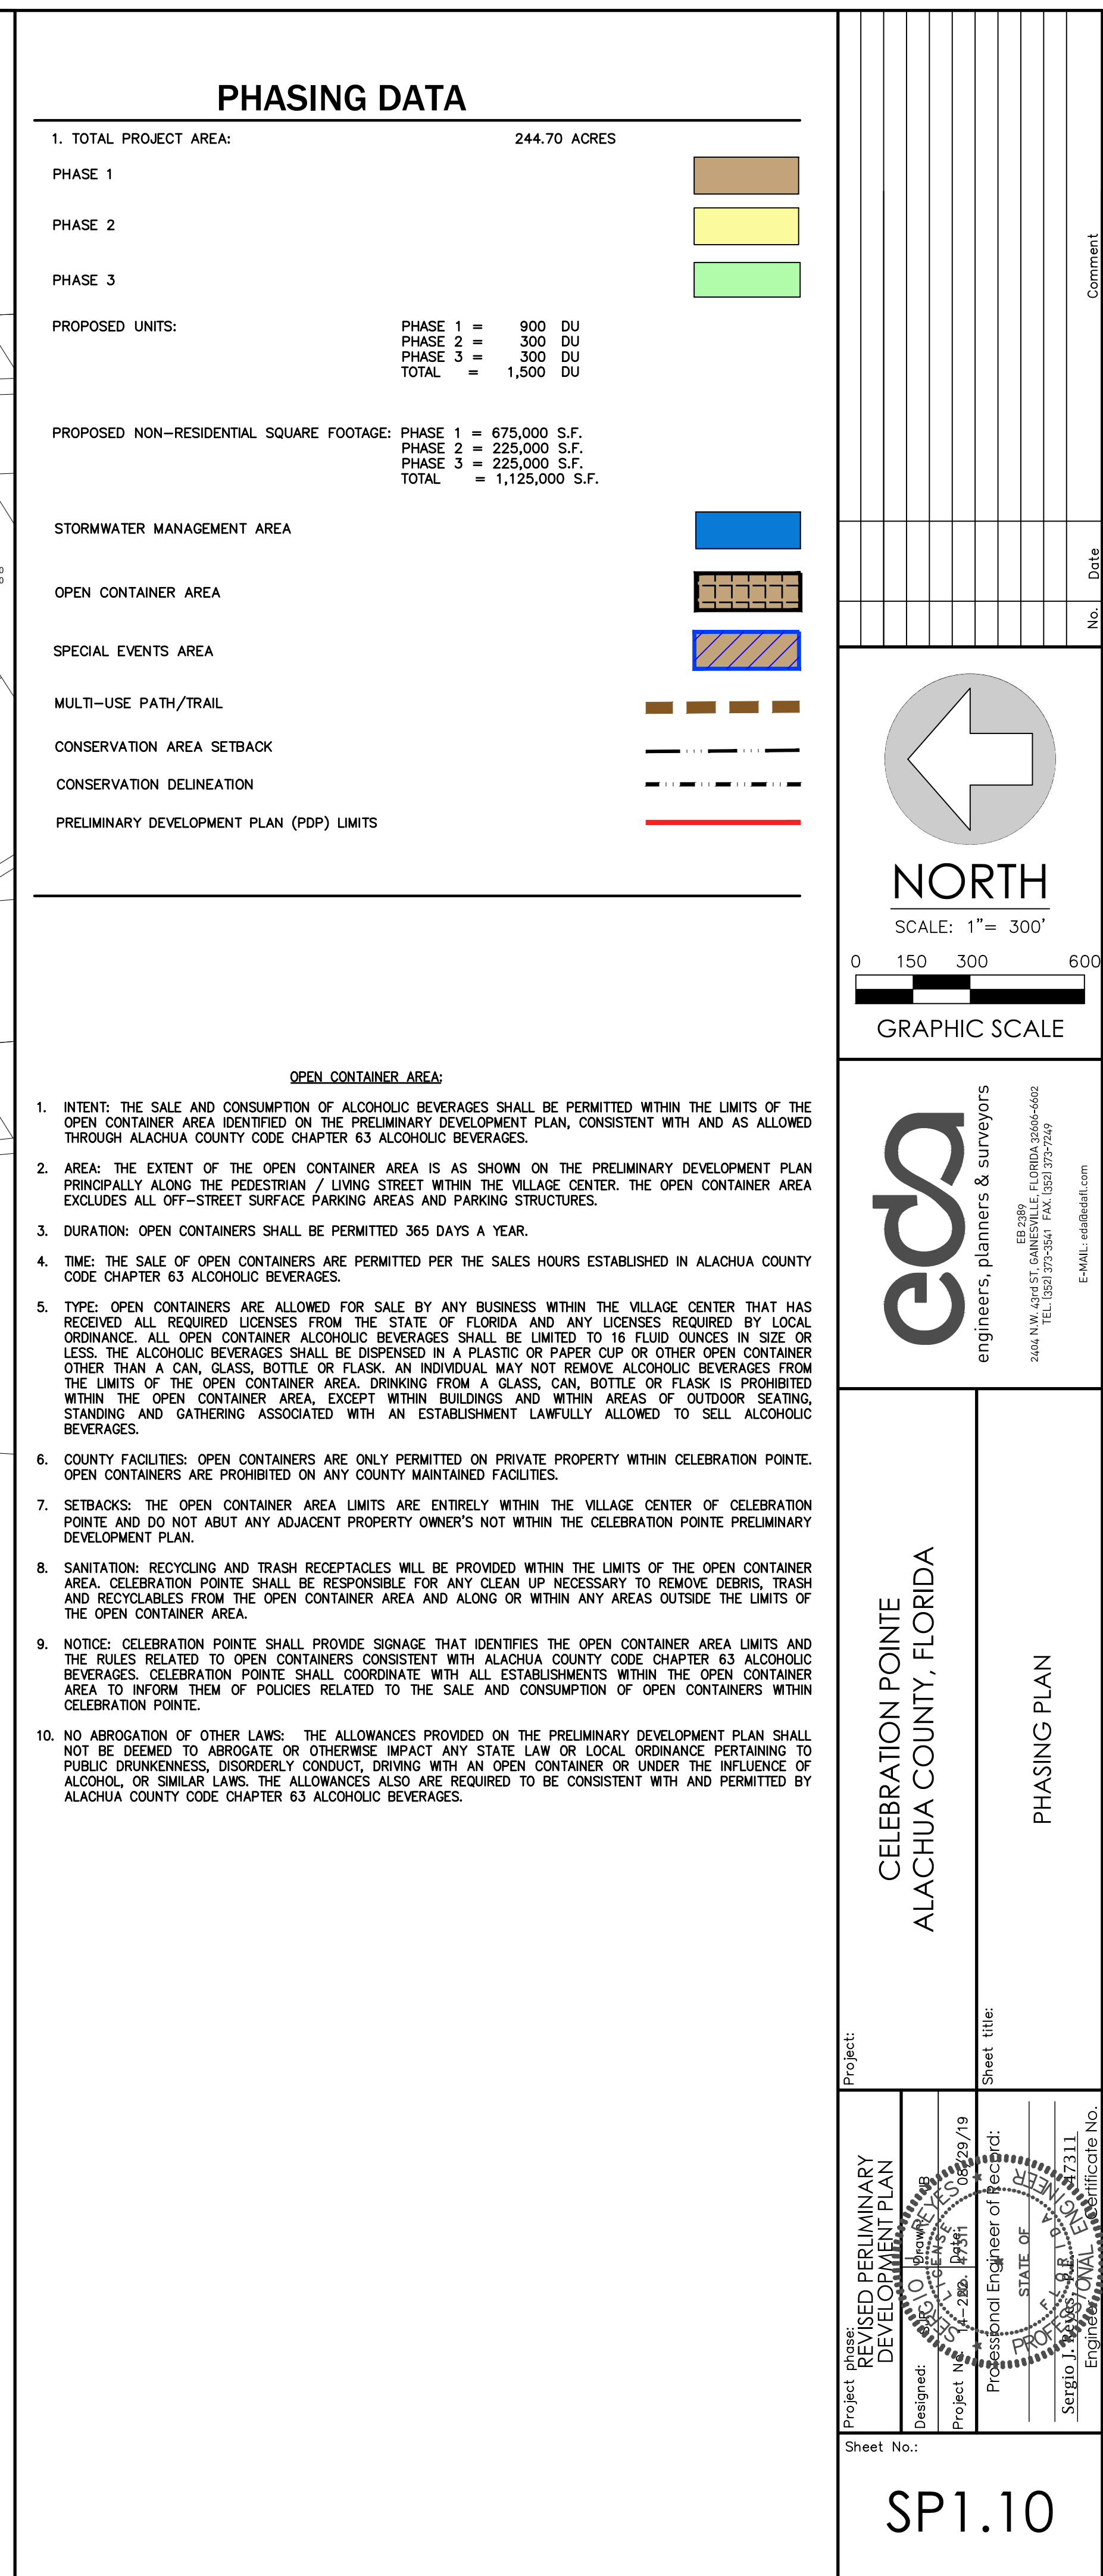 PHASING DATA
1. TOTAL PROJECT AREA: 244.70 ACRES
PHASE 1
PHASE 2
PHASE 3
PROPOSED UNITS: PHASE 1 = 900 DU
PHASE 2 = 300 DU
PHASE 3 = 300 DU
TOTAL = 1,500 DU
PROPOSED NON-RESIDENTIAL SQUARE FOOTAGE: PHASE 1 = 675,000 S.F.
PHASE 2 = 225,000 S.F.
PHASE 3 = 225,000 S.F.
TOTAL = 1,125,000 S.F.
STORMWATER MANAGEMENT AREA
OPEN CONTAINER AREA
SPECIAL EVENTS AREA
MULTI-USE PATH/TRAIL
CONSERVATION AREA SETBACK
CONSERVATION DELINEATION
PRELIMINARY DEVELOPMENT PLAN (PDP) LIMITS
OPEN CONTAINER AREA:
1. INTENT: THE SALE AND CONSUMPTION OF ALCOHOLIC BEVERAGES SHALL BE PERMITTED WITHIN THE LIMITS OF THE
OPEN CONTAINER AREA IDENTIFIED ON THE PRELIMINARY DEVELOPMENT PLAN, CONSISTENT WITH AND AS ALLOWED
THROUGH ALACHUA COUNTY CODE CHAPTER 63 ALCOHOLIC BEVERAGES.
2. AREA: THE EXTENT OF THE OPEN CONTAINER AREA IS AS SHOWN ON THE PRELIMINARY DEVELOPMENT PLAN
PRINCIPALLY ALONG THE PEDESTRIAN / LIVING STREET WITHIN THE VILLAGE CENTER. THE OPEN CONTAINER AREA
EXCLUDES ALL OFF-STREET SURFACE PARKING AREAS AND PARKING STRUCTURES.
3. DURATION: OPEN CONTAINERS SHALL BE PERMITTED 365 DAYS A YEAR.
4. TIME: THE SALE OF OPEN CONTAINERS ARE PERMITTED PER THE SALES HOURS ESTABLISHED IN ALACHUA COUNTY
CODE CHAPTER 63 ALCOHOLIC BEVERAGES.
5. TYPE: OPEN CONTAINERS ARE ALLOWED FOR SALE BY ANY BUSINESS WITHIN THE VILLAGE CENTER THAT HAS
RECEIVED ALL REQUIRED LICENSES FROM THE STATE OF FLORIDA AND ANY LICENSES REQUIRED BY LOCAL
ORDINANCE. ALL OPEN CONTAINER ALCOHOLIC BEVERAGES SHALL BE LIMITED TO 16 FLUID OUNCES IN SIZE OR
LESS. THE ALCOHOLIC BEVERAGES SHALL BE DISPENSED IN A PLASTIC OR PAPER CUP OR OTHER OPEN CONTAINER
OTHER THAN A CAN, GLASS, BOTTLE OR FLASK. AN INDIVIDUAL MAY NOT REMOVE ALCOHOLIC BEVERAGES FROM
THE LIMITS OF THE OPEN CONTAINER AREA. DRINKING FROM A GLASS, CAN, BOTTLE OR FLASK IS PROHIBITED
WITHIN THE OPEN CONTAINER AREA, EXCEPT WITHIN BUILDINGS AND WITHIN AREAS OF OUTDOOR SEATING,
STANDING AND GATHERING ASSOCIATED WITH AN ESTABLISHMENT LAWFULLY ALLOWED TO SELL ALCOHOLIC
BEVERAGES.
6. COUNTY FACILITIES: OPEN CONTAINERS ARE ONLY PERMITTED ON PRIVATE PROPERTY WITHIN CELEBRATION POINTE.
OPEN CONTAINERS ARE PROHIBITED ON ANY COUNTY MAINTAINED FACILITIES.
7. SETBACKS: THE OPEN CONTAINER AREA LIMITS ARE ENTIRELY WITHIN THE VILLAGE CENTER OF CELEBRATION
POINTE AND DO NOT ABUT ANY ADJACENT PROPERTY OWNER'S NOT WITHIN THE CELEBRATION POINTE PRELIMINARY
DEVELOPMENT PLAN.
8. SANITATION: RECYCLING AND TRASH RECEPTACLES WILL BE PROVIDED WITHIN THE LIMITS OF THE OPEN CONTAINER
AREA. CELEBRATION POINTE SHALL BE RESPONSIBLE FOR ANY CLEAN UP NECESSARY TO REMOVE DEBRIS, TRASH
AND RECYCLABLES FROM THE OPEN CONTAINER AREA AND ALONG OR WITHIN ANY AREAS OUTSIDE THE LIMITS OF
THE OPEN CONTAINER AREA.
9. NOTICE: CELEBRATION POINTE SHALL PROVIDE SIGNAGE THAT IDENTIFIES THE OPEN CONTAINER AREA LIMITS AND
THE RULES RELATED TO OPEN CONTAINERS CONSISTENT WITH ALACHUA COUNTY CODE CHAPTER 63 ALCOHOLIC
BEVERAGES. CELEBRATION POINTE SHALL COORDINATE WITH ALL ESTABLISHMENTS WITHIN THE OPEN CONTAINER
AREA TO INFORM THEM OF POLICIES RELATED TO THE SALE AND CONSUMPTION OF OPEN CONTAINERS WITHIN
CELEBRATION POINTE.
10. NO ABROGATION OF OTHER LAWS: THE ALLOWANCES PROVIDED ON THE PRELIMINARY DEVELOPMENT PLAN SHALL
NOT BE DEEMED TO ABROGATE OR OTHERWISE IMPACT ANY STATE LAW OR LOCAL ORDINANCE PERTAINING TO
PUBLIC DRUNKENNESS, DISORDERLY CONDUCT, DRIVING WITH AN OPEN CONTAINER OR UNDER THE INFLUENCE OF
ALCOHOL, OR SIMILAR LAWS. THE ALLOWANCES ALSO ARE REQUIRED TO BE CONSISTENT WITH AND PERMITTED BY
ALACHUA COUNTY CODE CHAPTER 63 ALCOHOLIC BEVERAGES.
No. Date Comment
NORTH
SCALE: 1"= 300'
0 150 300 600
GRAPHIC SCALE
eda
engineers, planners & surveyors
EB 2389
2404 N.W. 43rd ST, GAINESVILLE, FLORIDA 32606-6602
TEL. (352) 373-3541 FAX. (352) 373-7249
E-MAIL: eda@edafl.com
Project:
CELEBRATION POINTE
ALACHUA COUNTY, FLORIDA
Sheet title:
PHASING PLAN
Project phase:
REVISED PERLIMINARY
DEVELOPMENT PLAN
Designed:
Drawn:
Project No.
Date:
08/29/19
Professional Engineer of Record:
Sergio J. Reyes, P.E. 47311
Engineer Certificate No.
SERGIO J. REYES
LICENSE
No. 47311
STATE OF
FLORIDA
PROFESSIONAL ENGINEER
Sheet No.:
SP1.10